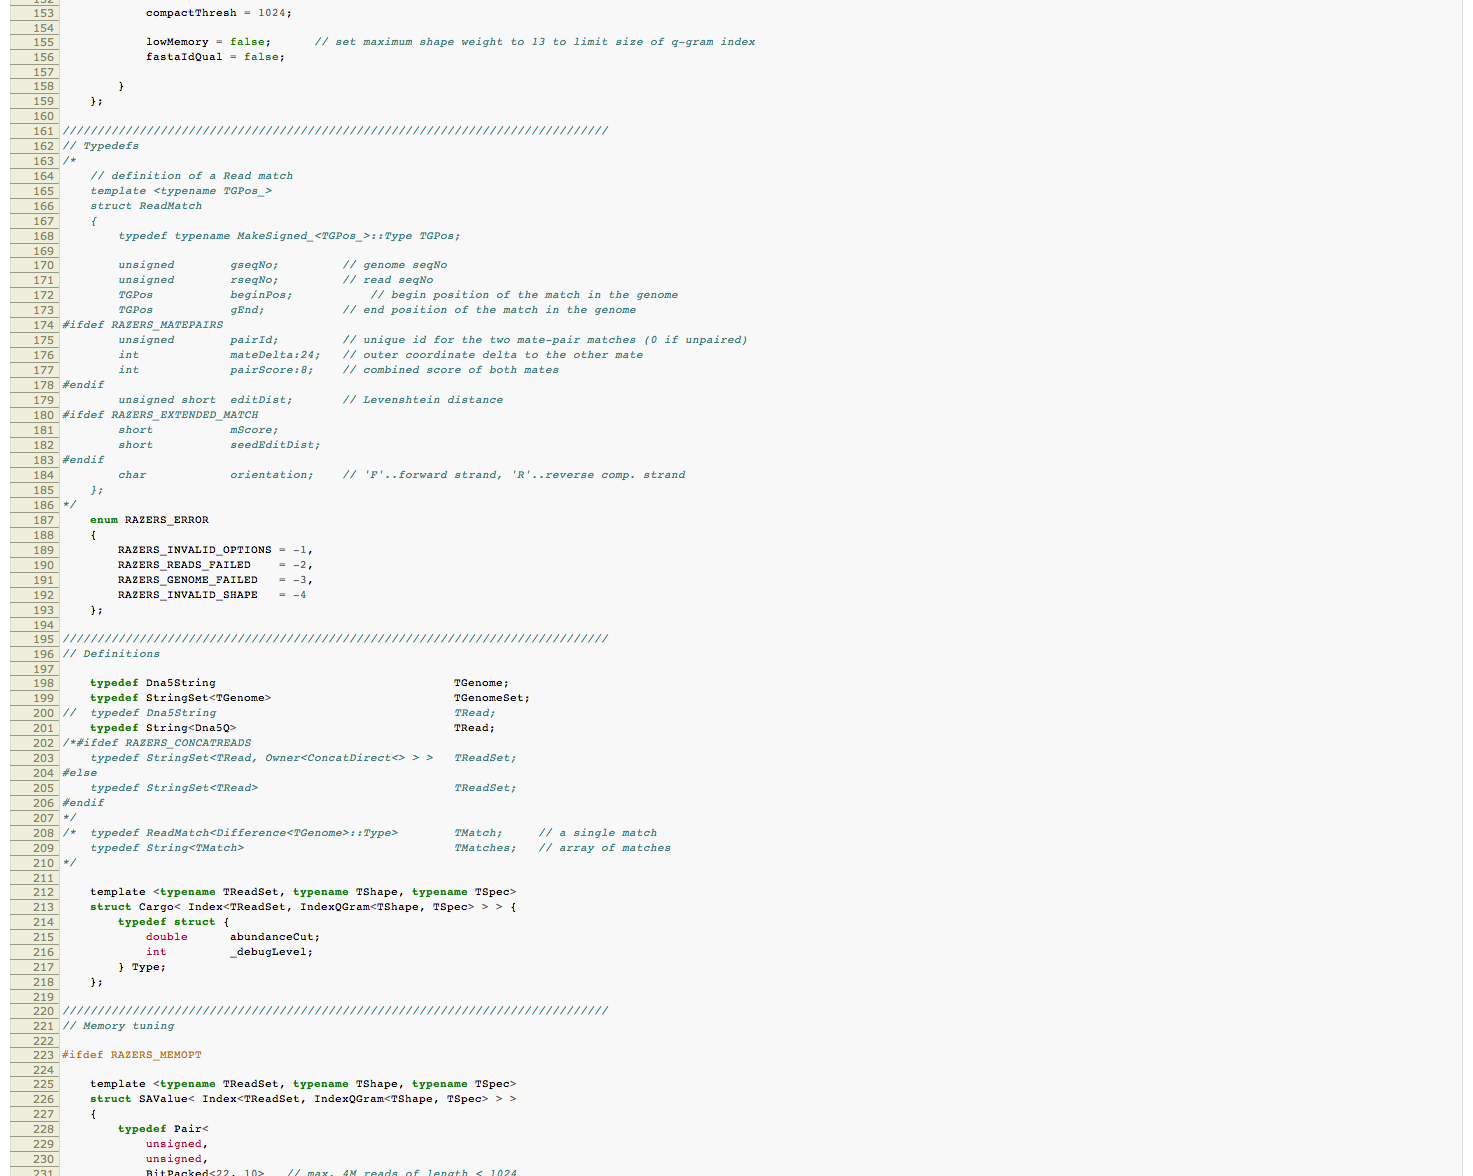 152
153             compactThresh = 1024;
154
155             lowMemory = false;      // set maximum shape weight to 13 to limit size of q-gram index
156             fastaIdQual = false;
157
158         }
159     };
160
161 //////////////////////////////////////////////////////////////////////////////
162 // Typedefs
163 /*
164     // definition of a Read match
165     template <typename TGPos_>
166     struct ReadMatch
167     {
168         typedef typename MakeSigned_<TGPos_>::Type TGPos;
169
170         unsigned        gseqNo;         // genome seqNo
171         unsigned        rseqNo;         // read seqNo
172         TGPos           beginPos;           // begin position of the match in the genome
173         TGPos           gEnd;           // end position of the match in the genome
174 #ifdef RAZERS_MATEPAIRS
175         unsigned        pairId;         // unique id for the two mate-pair matches (0 if unpaired)
176         int             mateDelta:24;   // outer coordinate delta to the other mate
177         int             pairScore:8;    // combined score of both mates
178 #endif
179         unsigned short  editDist;       // Levenshtein distance
180 #ifdef RAZERS_EXTENDED_MATCH
181         short           mScore;
182         short           seedEditDist;
183 #endif
184         char            orientation;    // 'F'..forward strand, 'R'..reverse comp. strand
185     };
186 */
187     enum RAZERS_ERROR
188     {
189         RAZERS_INVALID_OPTIONS = -1,
190         RAZERS_READS_FAILED    = -2,
191         RAZERS_GENOME_FAILED   = -3,
192         RAZERS_INVALID_SHAPE   = -4
193     };
194
195 //////////////////////////////////////////////////////////////////////////////
196 // Definitions
197
198     typedef Dna5String                                  TGenome;
199     typedef StringSet<TGenome>                          TGenomeSet;
200 //  typedef Dna5String                                  TRead;
201     typedef String<Dna5Q>                               TRead;
202 /*#ifdef RAZERS_CONCATREADS
203     typedef StringSet<TRead, Owner<ConcatDirect<> > >   TReadSet;
204 #else
205     typedef StringSet<TRead>                            TReadSet;
206 #endif
207 */
208 /*  typedef ReadMatch<Difference<TGenome>::Type>        TMatch;     // a single match
209     typedef String<TMatch>                              TMatches;   // array of matches
210 */
211
212     template <typename TReadSet, typename TShape, typename TSpec>
213     struct Cargo< Index<TReadSet, IndexQGram<TShape, TSpec> > > {
214         typedef struct {
215             double      abundanceCut;
216             int         _debugLevel;
217         } Type;
218     };
219
220 //////////////////////////////////////////////////////////////////////////////
221 // Memory tuning
222
223 #ifdef RAZERS_MEMOPT
224
225     template <typename TReadSet, typename TShape, typename TSpec>
226     struct SAValue< Index<TReadSet, IndexQGram<TShape, TSpec> > >
227     {
228         typedef Pair<
229             unsigned,
230             unsigned,
231             BitPacked<22, 10>   // max. 4M reads of length < 1024